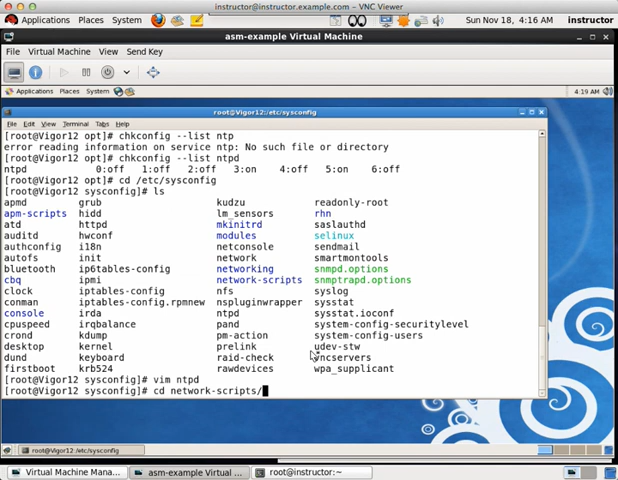 instructor@instructor.example.com - VNC Viewer
Applications Places System Sun Nov 18, 4:16 AM instructor
asm-example Virtual Machine
File Virtual Machine View Send Key
Applications Places System 4:19 AM
root@Vigor12:/etc/sysconfig
File Edit View Terminal Tabs Help
[root@Vigor12 opt]# chkconfig --list ntp
error reading information on service ntp: No such file or directory
[root@Vigor12 opt]# chkconfig --list ntpd
ntpd 0:off 1:off 2:off 3:on 4:off 5:on 6:off
[root@Vigor12 opt]# cd /etc/sysconfig
[root@Vigor12 sysconfig]# ls
apmd grub kudzu readonly-root
apm-scripts hidd lm_sensors rhn
atd httpd mkinitrd saslauthd
auditd hwconf modules selinux
authconfig i18n netconsole sendmail
autofs init network smartmontools
bluetooth ip6tables-config networking snmpd.options
cbq ipmi network-scripts snmptrapd.options
clock iptables-config nfs syslog
conman iptables-config.rpmnew nspluginwrapper sysstat
console irda ntpd sysstat.ioconf
cpuspeed irqbalance pand system-config-securitylevel
crond kdump pm-action system-config-users
desktop kernel prelink udev-stw
dund keyboard raid-check vncservers
firstboot krb524 rawdevices wpa_supplicant
[root@Vigor12 sysconfig]# vim ntpd
[root@Vigor12 sysconfig]# cd network-scripts/
root@Vigor12:/etc/sysconfig
Virtual Machine Mana... asm-example Virtual ... root@instructor:~